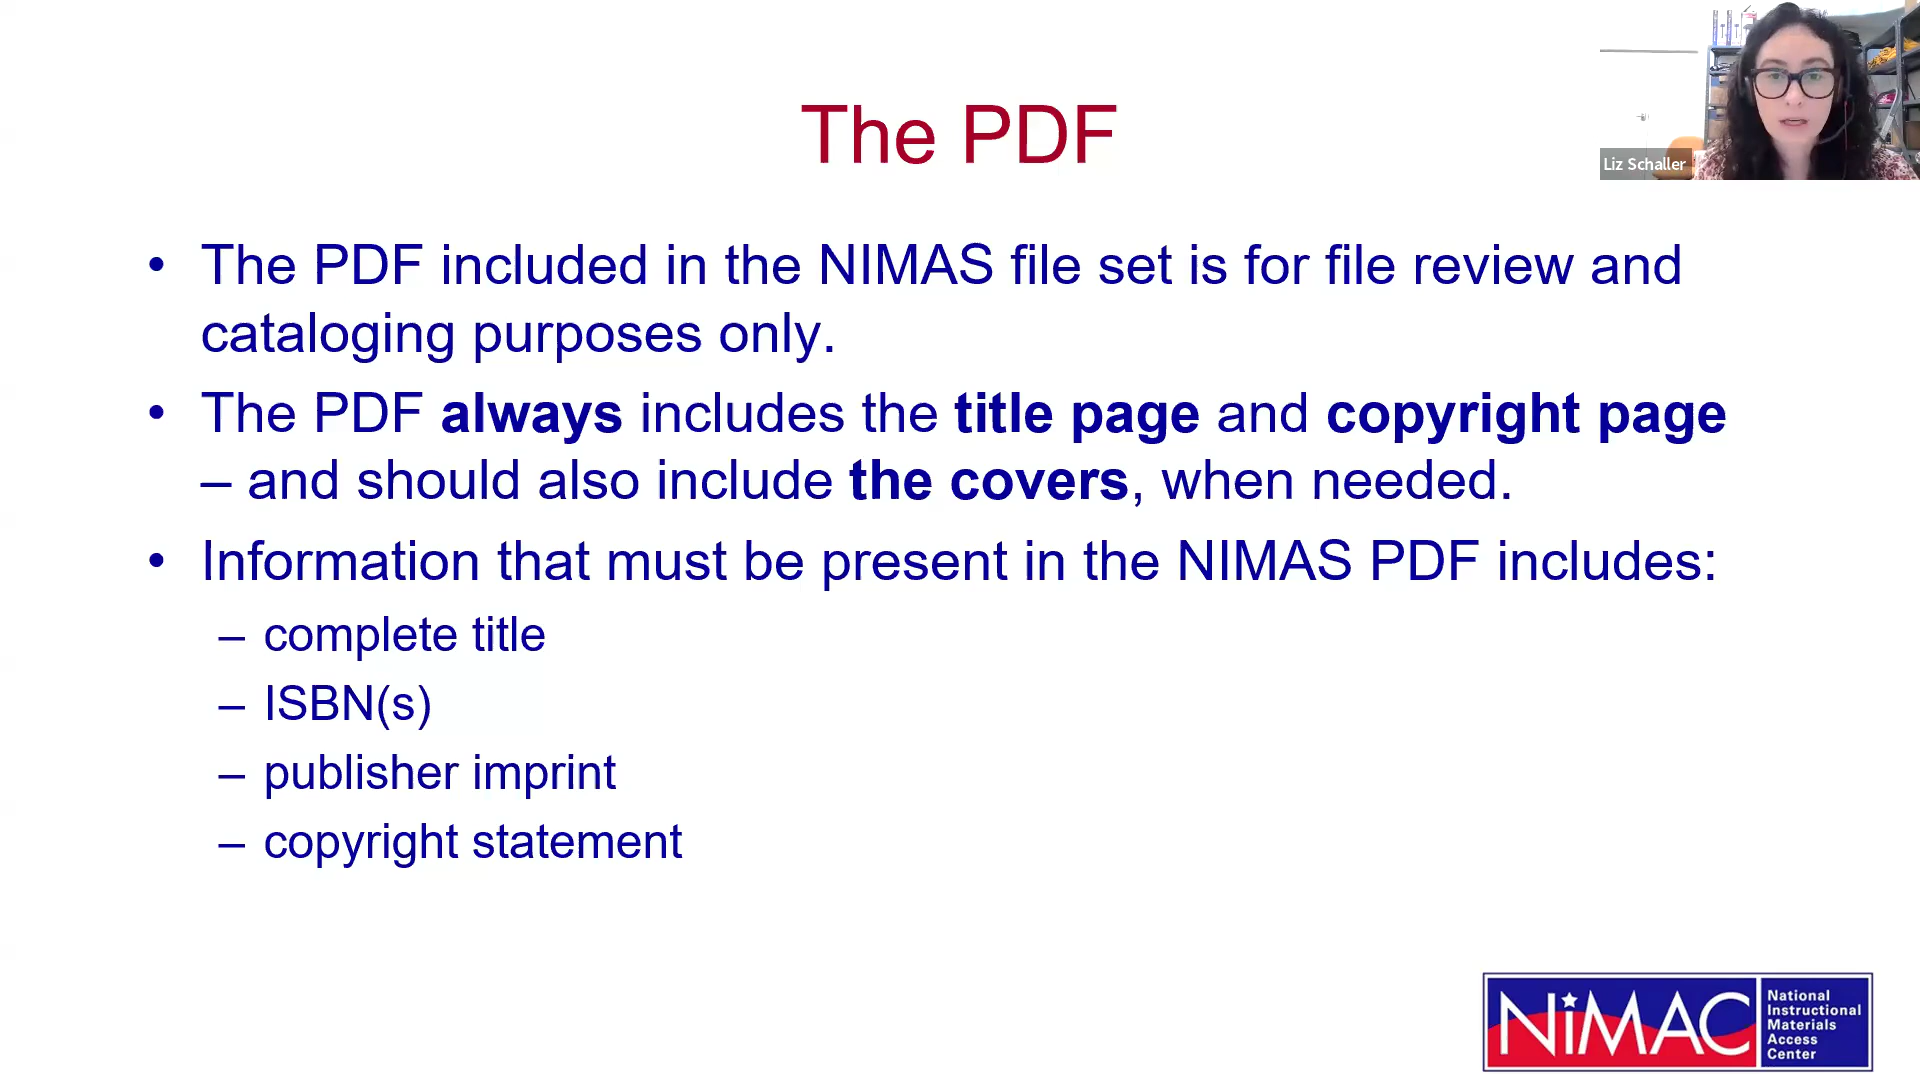 The PDF
Liz Schaller
• The PDF included in the NIMAS file set is for file review and
cataloging purposes only.
• The PDF always includes the title page and copyright page
– and should also include the covers, when needed.
• Information that must be present in the NIMAS PDF includes:
– complete title
– ISBN(s)
– publisher imprint
– copyright statement
NiMAC
National
Instructional
Materials
Access
Center